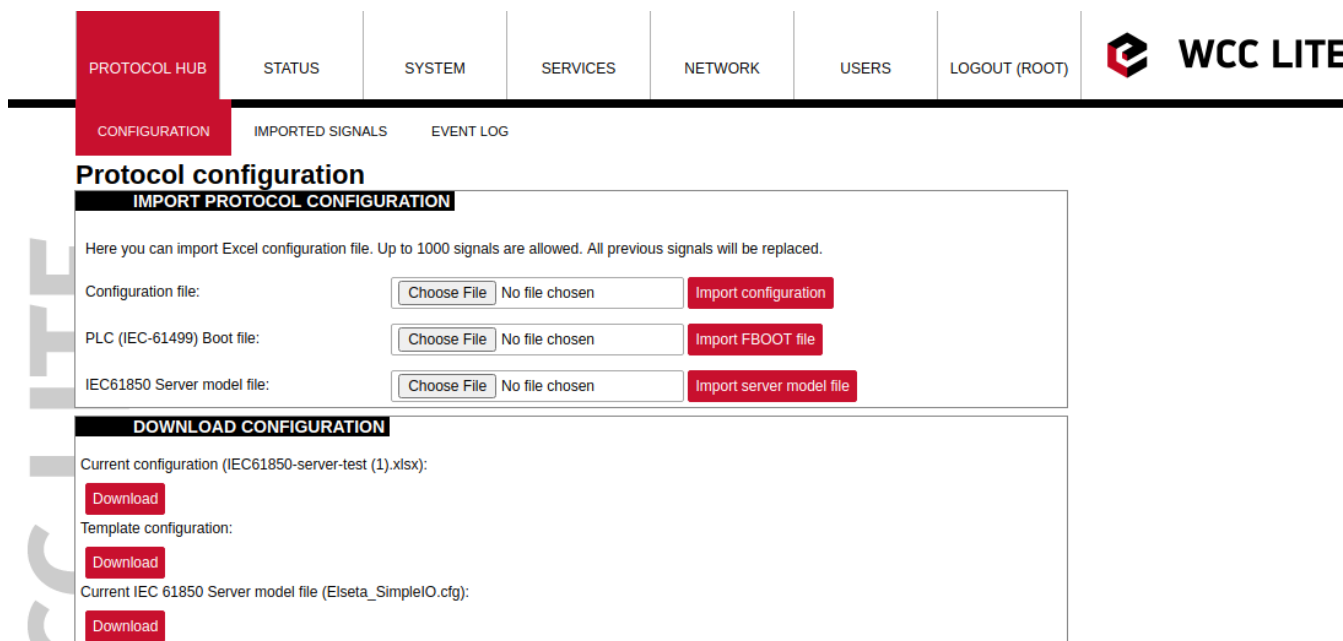 PROTOCOL HUB STATUS SYSTEM SERVICES NETWORK USERS LOGOUT (ROOT) WCC LITE
CONFIGURATION IMPORTED SIGNALS EVENT LOG
Protocol configuration
IMPORT PROTOCOL CONFIGURATION
Here you can import Excel configuration file. Up to 1000 signals are allowed. All previous signals will be replaced.
Configuration file: Choose File No file chosen Import configuration
PLC (IEC-61499) Boot file: Choose File No file chosen Import FBOOT file
IEC61850 Server model file: Choose File No file chosen Import server model file
DOWNLOAD CONFIGURATION
Current configuration (IEC61850-server-test (1).xlsx):
Download
Template configuration:
Download
Current IEC 61850 Server model file (Elseta_SimpleIO.cfg):
Download
CC LITE